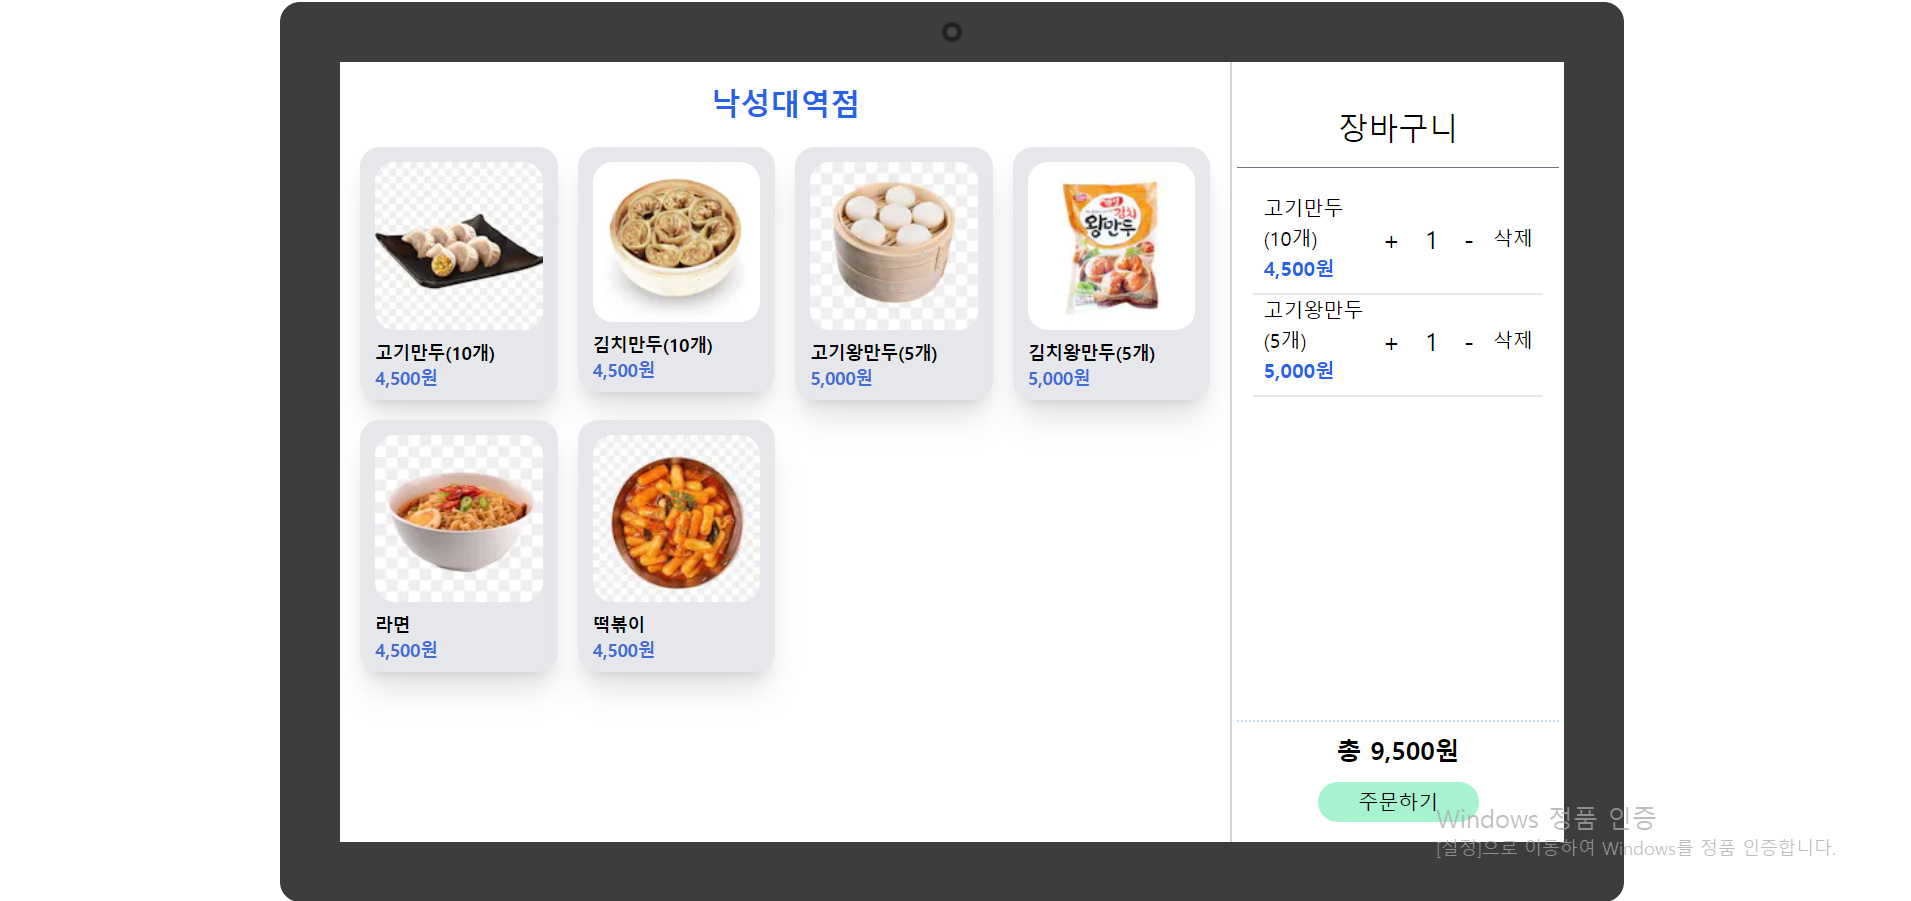 낙성대역점
고기만두(10개)
4,500원
김치만두(10개)
4,500원
고기왕만두(5개)
5,000원
김치
왕만두
김치왕만두(5개)
5,000원
라면
4,500원
떡볶이
4,500원
장바구니
고기만두
(10개)
4,500원
+ 1 - 삭제
고기왕만두
(5개)
5,000원
+ 1 - 삭제
총 9,500원
주문하기
Windows 정품 인증
[설정]으로 이동하여 Windows를 정품 인증합니다.